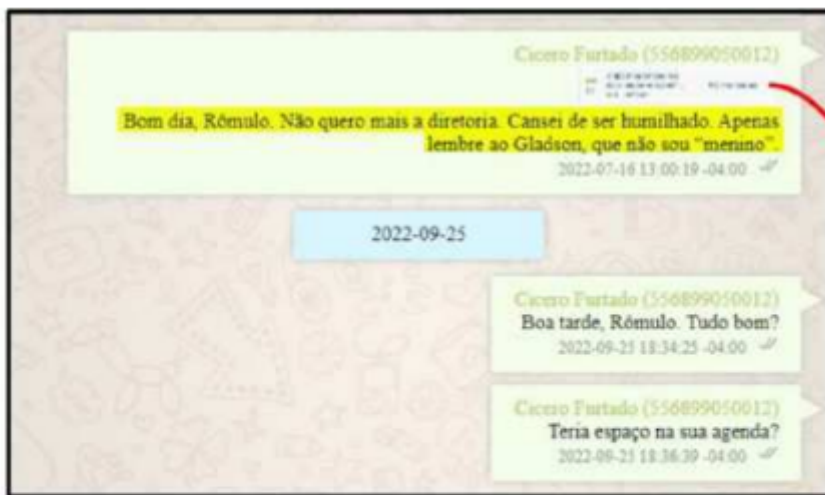 Cicero Furtado (556899050012)
Bom dia, Rômulo. Não quero mais a diretoria. Cansei de ser humilhado. Apenas
lembre ao Gladson, que não sou “menino”.
2022-07-16 13:00:19 -04:00
2022-09-25
Cicero Furtado (556899050012)
Boa tarde, Rômulo. Tudo bom?
2022-09-25 18:34:25 -04:00
Cicero Furtado (556899050012)
Teria espaço na sua agenda?
2022-09-25 18:36:39 -04:00